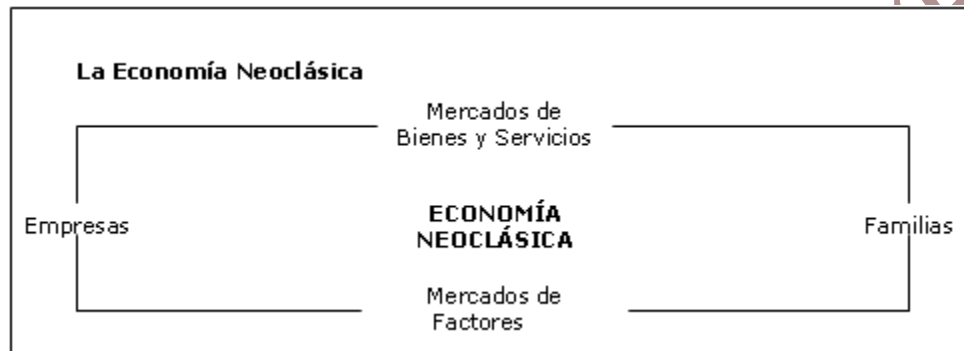 La Economía Neoclásica
Mercados de
Bienes y Servicios
Empresas
ECONOMÍA
NEOCLÁSICA
Familias
Mercados de
Factores